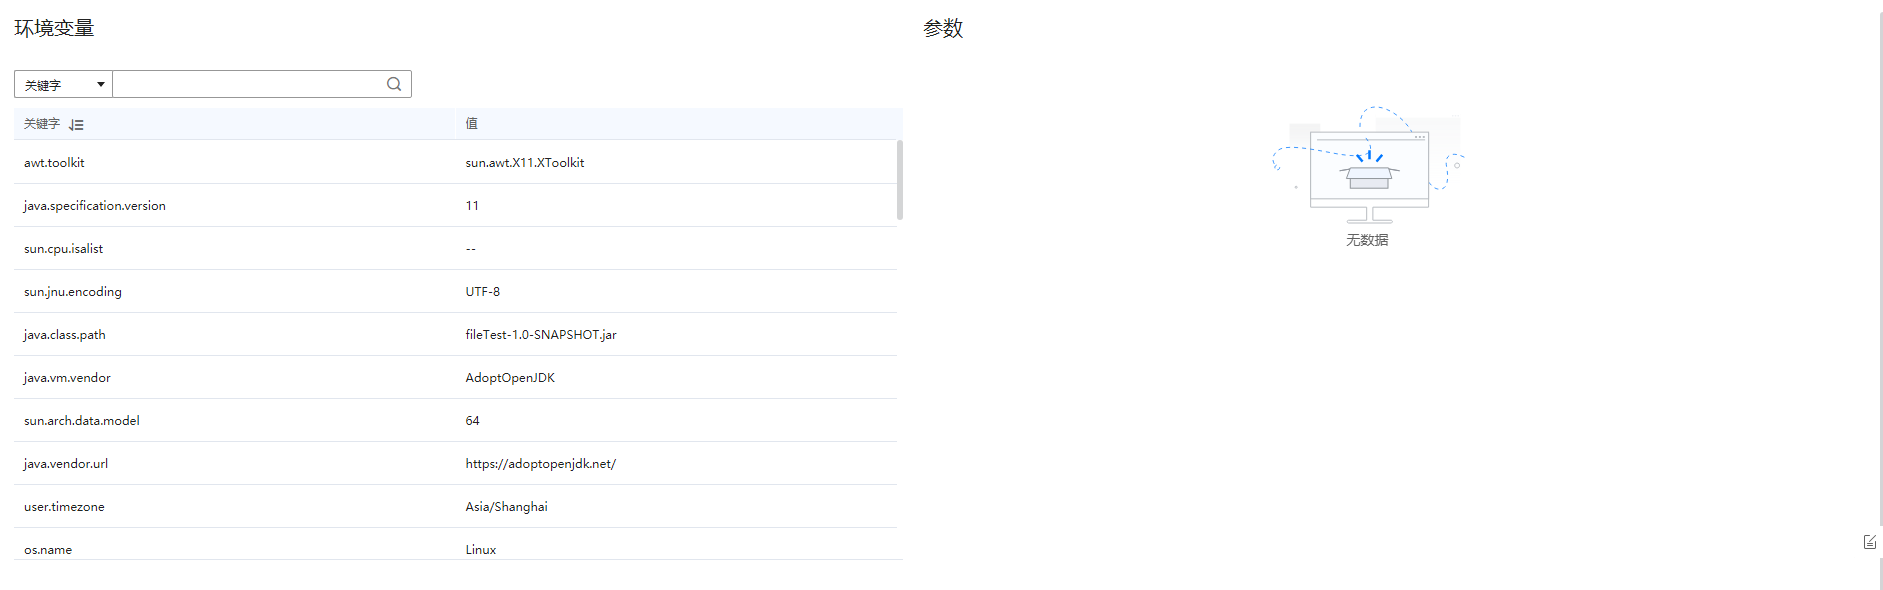 环境变量
关键字
关键字 值
awt.toolkit sun.awt.X11.XToolkit
java.specification.version 11
sun.cpu.isalist --
sun.jnu.encoding UTF-8
java.class.path fileTest-1.0-SNAPSHOT.jar
java.vm.vendor AdoptOpenJDK
sun.arch.data.model 64
java.vendor.url https://adoptopenjdk.net/
user.timezone Asia/Shanghai
os.name Linux
参数
无数据